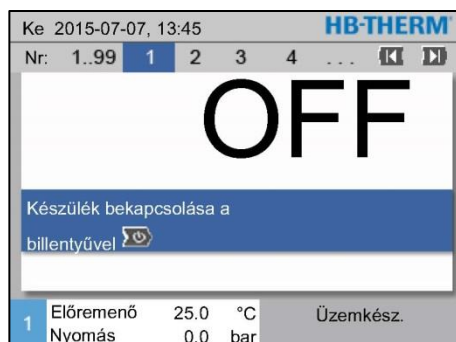 Ke 2015-07-07, 13:45 HB-THERM
Nr: 1..99 1 2 3 4 ...
OFF
Készülék bekapcsolása a
billentyűvel
1 Előremenő 25.0 °C Üzemkész.
Nyomás 0.0 bar